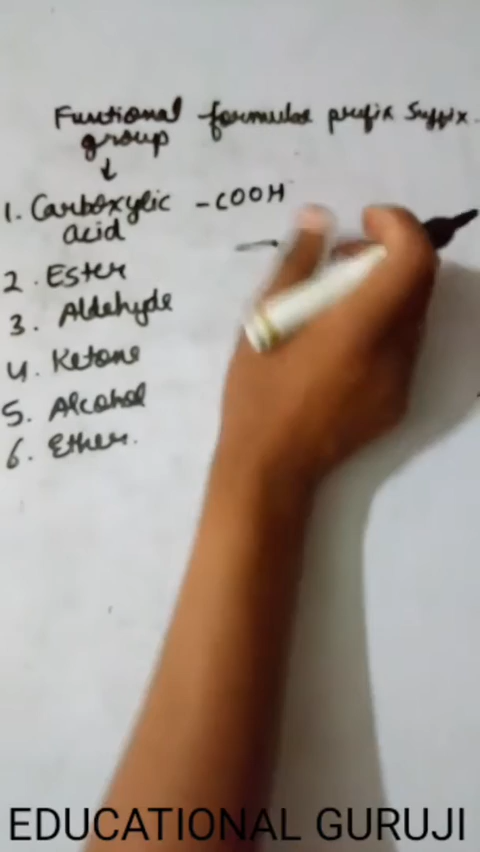 Functional formula prefix Suffix.
group
1. Carboxylic -COOH
acid
2. Ester
3. Aldehyde
4. Ketone
5. Alcohol
6. Ether.
EDUCATIONAL GURUJI